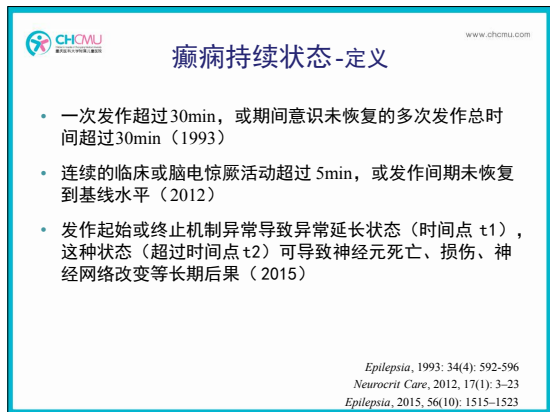 CHCMU
www.chcmu.com
癫痫持续状态-定义
• 一次发作超过30min，或期间意识未恢复的多次发作总时
间超过30min（1993）
• 连续的临床或脑电惊厥活动超过 5min，或发作间期未恢复
到基线水平（2012）
• 发作起始或终止机制异常导致异常延长状态（时间点 t1），
这种状态（超过时间点t2）可导致神经元死亡、损伤、神
经网络改变等长期后果（2015）
Epilepsia, 1993: 34(4): 592-596
Neurocrit Care, 2012, 17(1): 3–23
Epilepsia, 2015, 56(10): 1515–1523